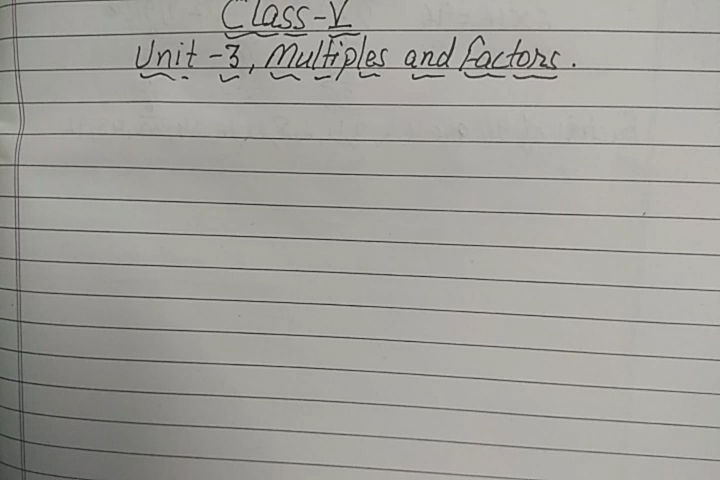 Class-V
Unit-3, Multiples and factors.